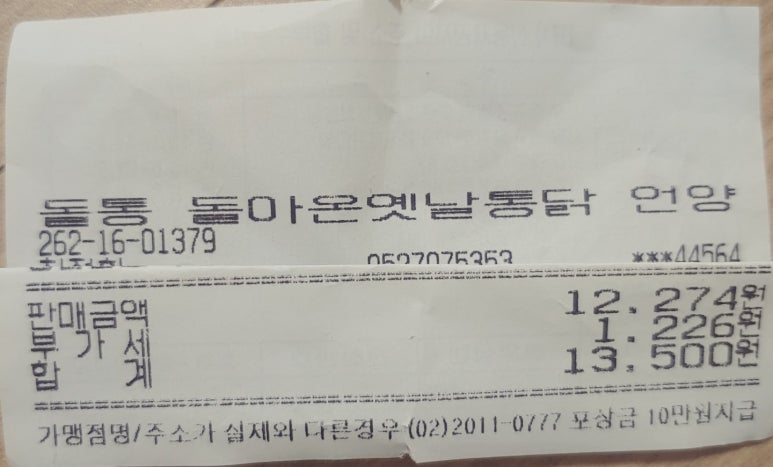 돌통 돌아온옛날통닭 언양
262-16-01379
0527075353 ***44564
판매금액 12.274원
부가세 1.226원
합계 13.500원
가맹점명/주소가 실제와 다른경우 (02)2011-0777 포상금 10만원지급